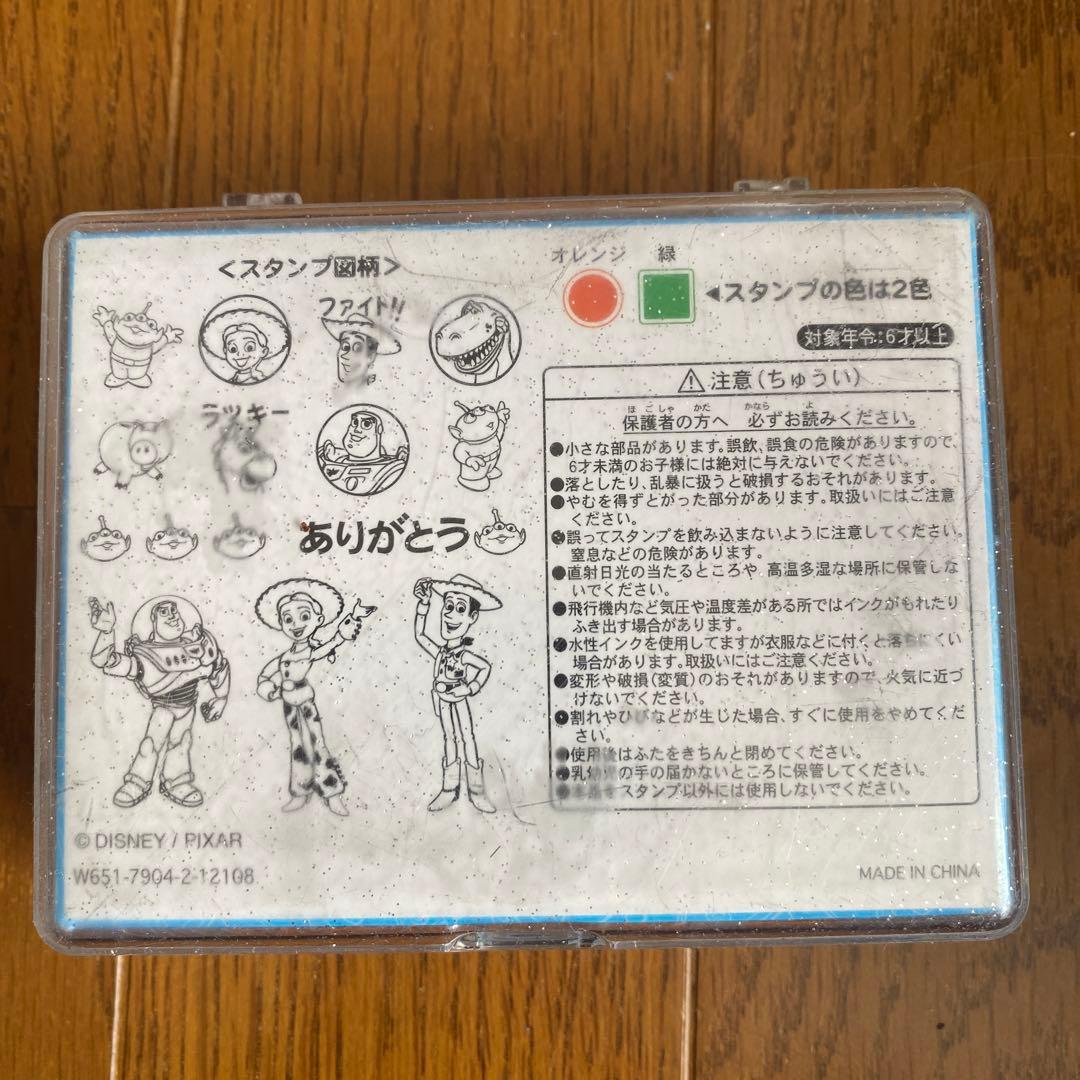 <スタンプ図柄>
ファイト!!
ラッキー
ありがとう
オレンジ 緑
◀スタンプの色は2色
対象年令:6才以上
⚠注意(ちゅうい)
ほごしゃ かた かなら よ
保護者の方へ 必ずお読みください。
●小さな部品があります。誤飲、誤食の危険がありますので、
6才未満のお子様には絶対に与えないでください。
●落としたり、乱暴に扱うと破損するおそれがあります。
●やむを得ずとがった部分があります。取扱いにはご注意
ください。
●誤ってスタンプを飲み込まないように注意してください。
窒息などの危険があります。
●直射日光の当たるところや、高温多湿な場所に保管しな
いでください。
●飛行機内など気圧や温度差がある所ではインクがもれたり
ふき出す場合があります。
●水性インクを使用してますが衣服などに付くと落ちにくい
場合があります。取扱いにはご注意ください。
●変形や破損(変質)のおそれがありますので、火気に近づ
けないでください。
●割れやひびなどが生じた場合、すぐに使用をやめてくだ
さい。
●使用後はふたをきちんと閉めてください。
●乳幼児の手の届かないところに保管してください。
スタンプ以外には使用しないでください。
© DISNEY / PIXAR
W651-7904-2-12108
MADE IN CHINA